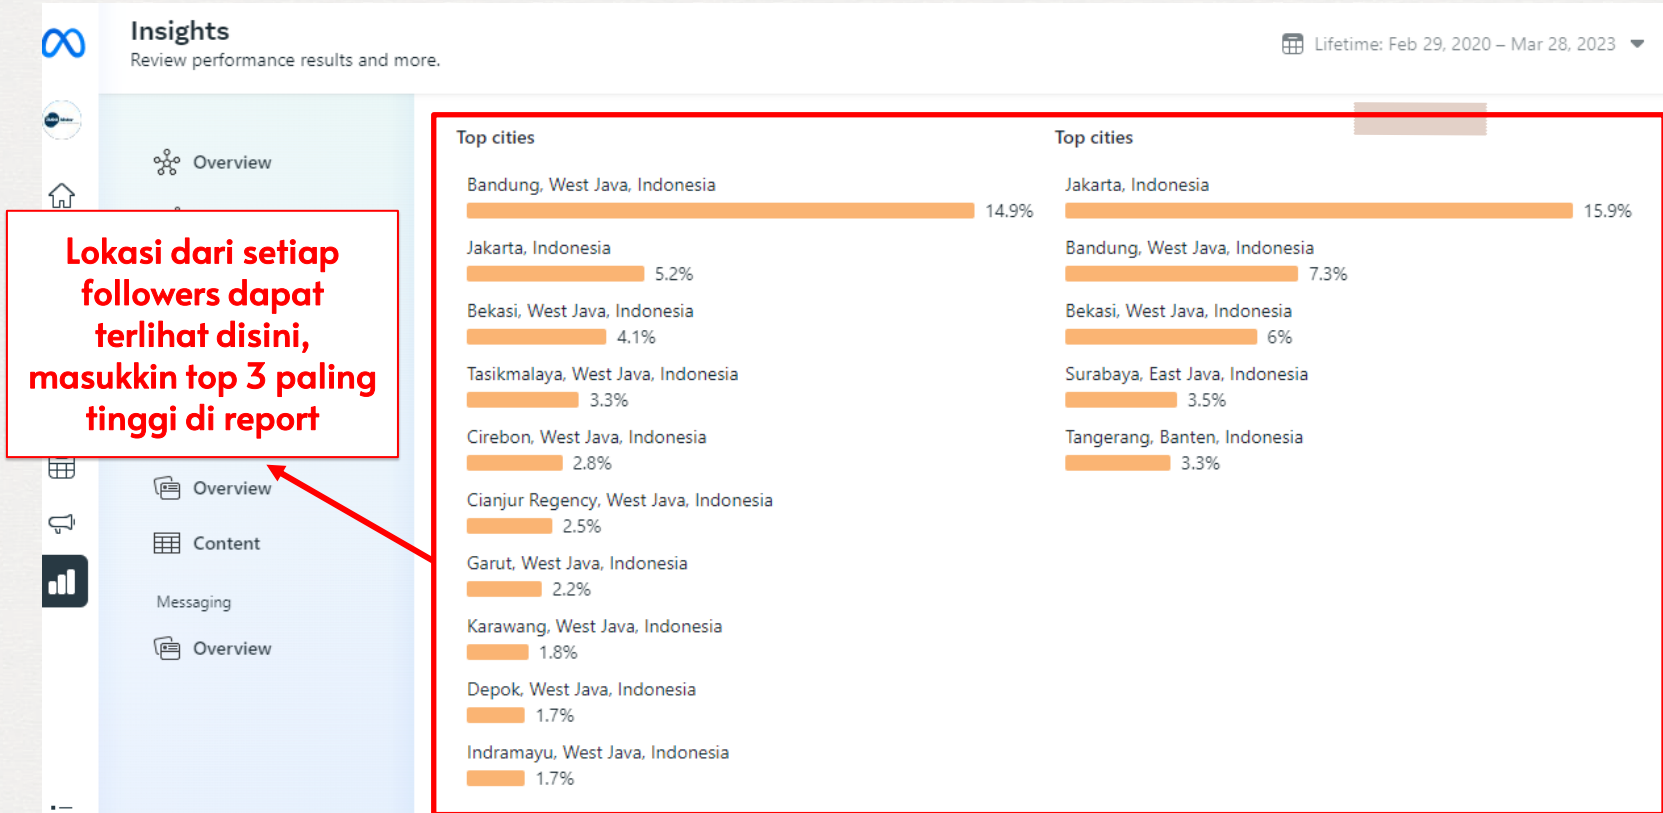 Insights
Review performance results and more.
Lifetime: Feb 29, 2020 – Mar 28, 2023
Overview
Lokasi dari setiap
followers dapat
terlihat disini,
masukkin top 3 paling
tinggi di report
Overview
Content
Messaging
Overview
Top cities
Bandung, West Java, Indonesia
14.9%
Jakarta, Indonesia
5.2%
Bekasi, West Java, Indonesia
4.1%
Tasikmalaya, West Java, Indonesia
3.3%
Cirebon, West Java, Indonesia
2.8%
Cianjur Regency, West Java, Indonesia
2.5%
Garut, West Java, Indonesia
2.2%
Karawang, West Java, Indonesia
1.8%
Depok, West Java, Indonesia
1.7%
Indramayu, West Java, Indonesia
1.7%
Top cities
Jakarta, Indonesia
15.9%
Bandung, West Java, Indonesia
7.3%
Bekasi, West Java, Indonesia
6%
Surabaya, East Java, Indonesia
3.5%
Tangerang, Banten, Indonesia
3.3%